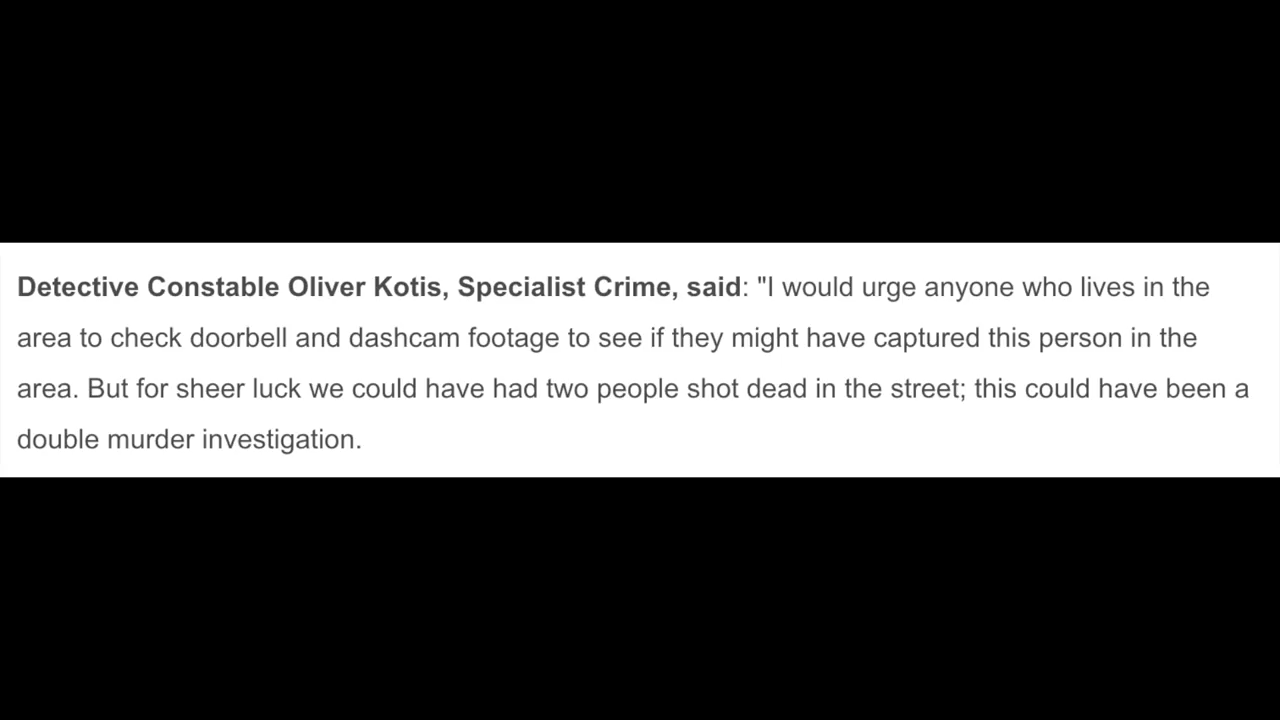 Detective Constable Oliver Kotis, Specialist Crime, said: "I would urge anyone who lives in the
area to check doorbell and dashcam footage to see if they might have captured this person in the
area. But for sheer luck we could have had two people shot dead in the street; this could have been a
double murder investigation.